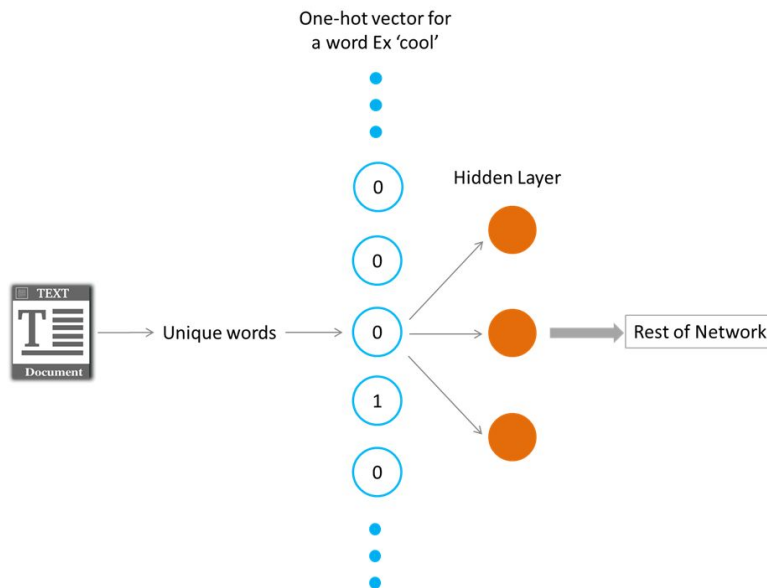 One-hot vector for
a word Ex ‘cool’
0
Hidden Layer
0
TEXT
T
Document
Unique words
0
Rest of Network
1
0